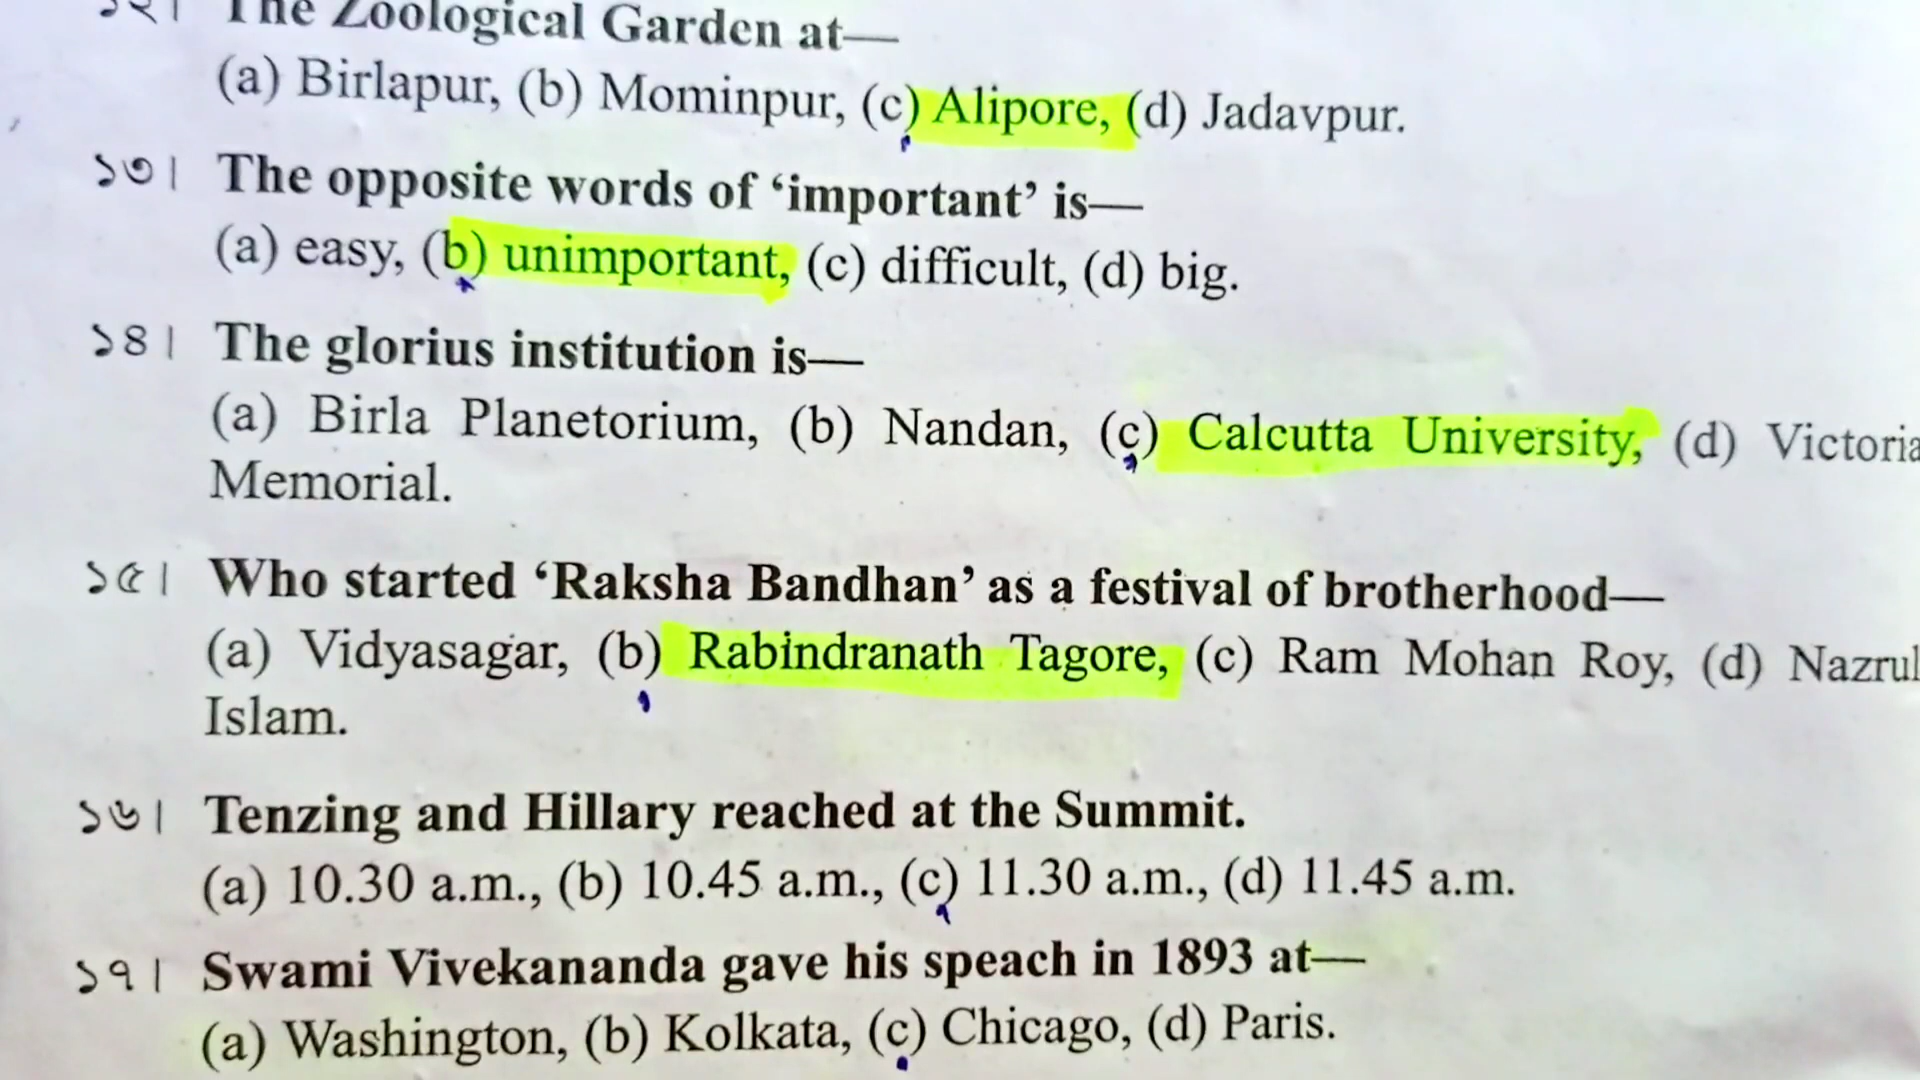 ১২। The Zoological Garden at—
(a) Birlapur, (b) Mominpur, (c) Alipore, (d) Jadavpur.
১৩। The opposite words of ‘important’ is—
(a) easy, (b) unimportant, (c) difficult, (d) big.
১৪। The glorius institution is—
(a) Birla Planetorium, (b) Nandan, (c) Calcutta University, (d) Victoria
Memorial.
১৫। Who started ‘Raksha Bandhan’ as a festival of brotherhood—
(a) Vidyasagar, (b) Rabindranath Tagore, (c) Ram Mohan Roy, (d) Nazrul
Islam.
১৬। Tenzing and Hillary reached at the Summit.
(a) 10.30 a.m., (b) 10.45 a.m., (c) 11.30 a.m., (d) 11.45 a.m.
১৭। Swami Vivekananda gave his speach in 1893 at—
(a) Washington, (b) Kolkata, (c) Chicago, (d) Paris.